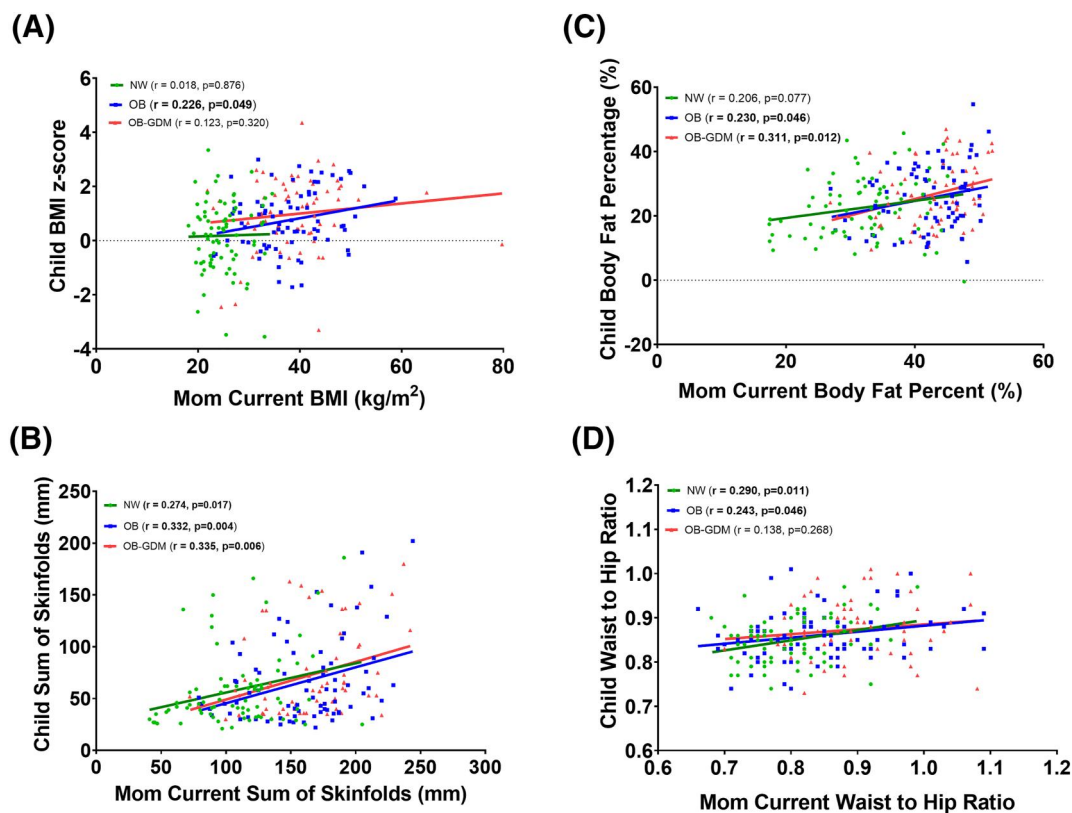 (A)
6
4
2
0
-2
-4
Child BMI z-score
NW (r = 0.018, p=0.876)
OB (r = 0.226, p=0.049)
OB-GDM (r = 0.123, p=0.320)
0 20 40 60 80
Mom Current BMI (kg/m²)
(C)
60
40
20
0
-20
Child Body Fat Percentage (%)
NW (r = 0.206, p=0.077)
OB (r = 0.230, p=0.046)
OB-GDM (r = 0.311, p=0.012)
0 20 40 60
Mom Current Body Fat Percent (%)
(B)
250
200
150
100
50
0
Child Sum of Skinfolds (mm)
NW (r = 0.274, p=0.017)
OB (r = 0.332, p=0.004)
OB-GDM (r = 0.335, p=0.006)
0 50 100 150 200 250 300
Mom Current Sum of Skinfolds (mm)
(D)
1.2
1.1
1.0
0.9
0.8
0.7
0.6
Child Waist to Hip Ratio
NW (r = 0.290, p=0.011)
OB (r = 0.243, p=0.046)
OB-GDM (r = 0.138, p=0.268)
0.6 0.7 0.8 0.9 1.0 1.1 1.2
Mom Current Waist to Hip Ratio